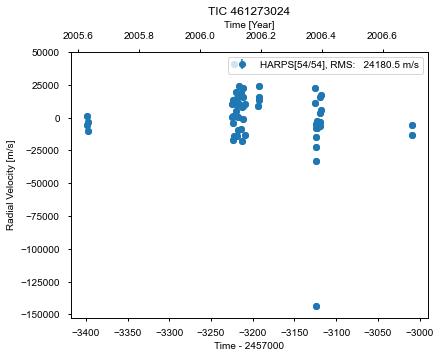 TIC 461273024
Time [Year]
2005.6 2005.8 2006.0 2006.2 2006.4 2006.6
HARPS[54/54], RMS: 24180.5 m/s
Radial Velocity [m/s]
50000
25000
0
−25000
−50000
−75000
−100000
−125000
−150000
−3400 −3350 −3300 −3250 −3200 −3150 −3100 −3050 −3000
Time - 2457000